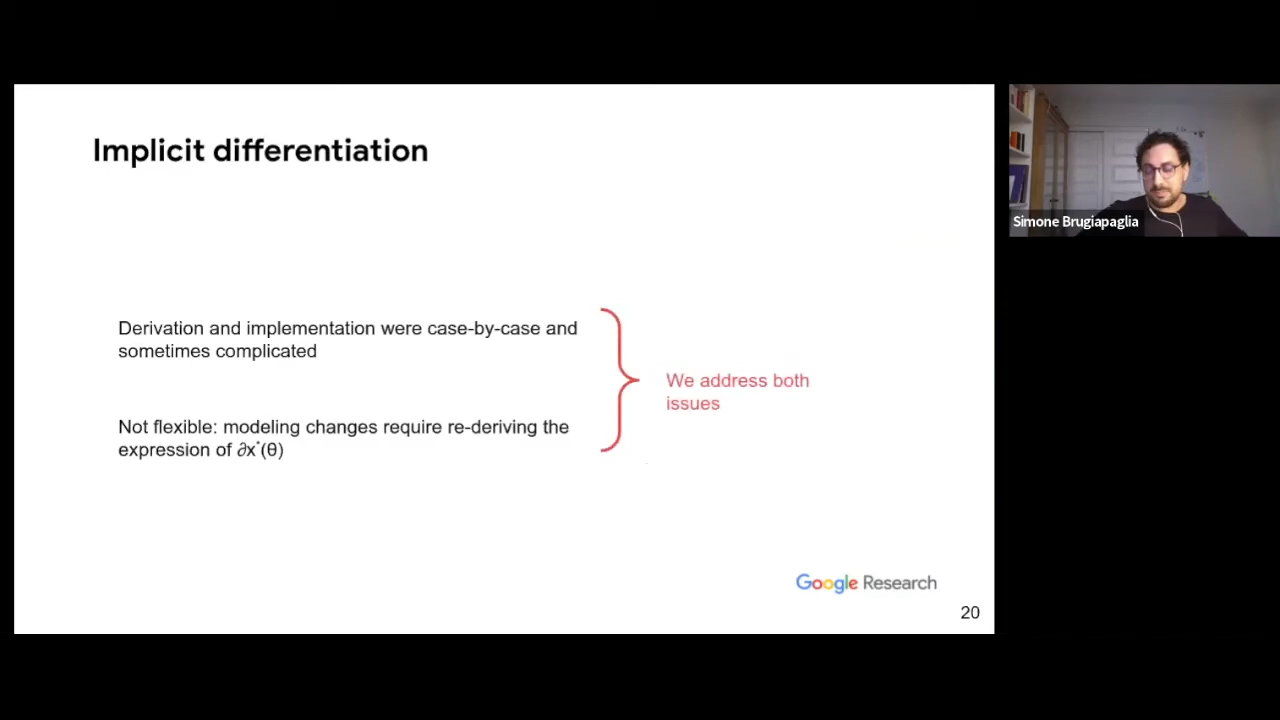 Implicit differentiation
Derivation and implementation were case-by-case and
sometimes complicated
Not flexible: modeling changes require re-deriving the
expression of ∂x*(θ)
We address both
issues
Google Research
20
Simone Brugiapaglia